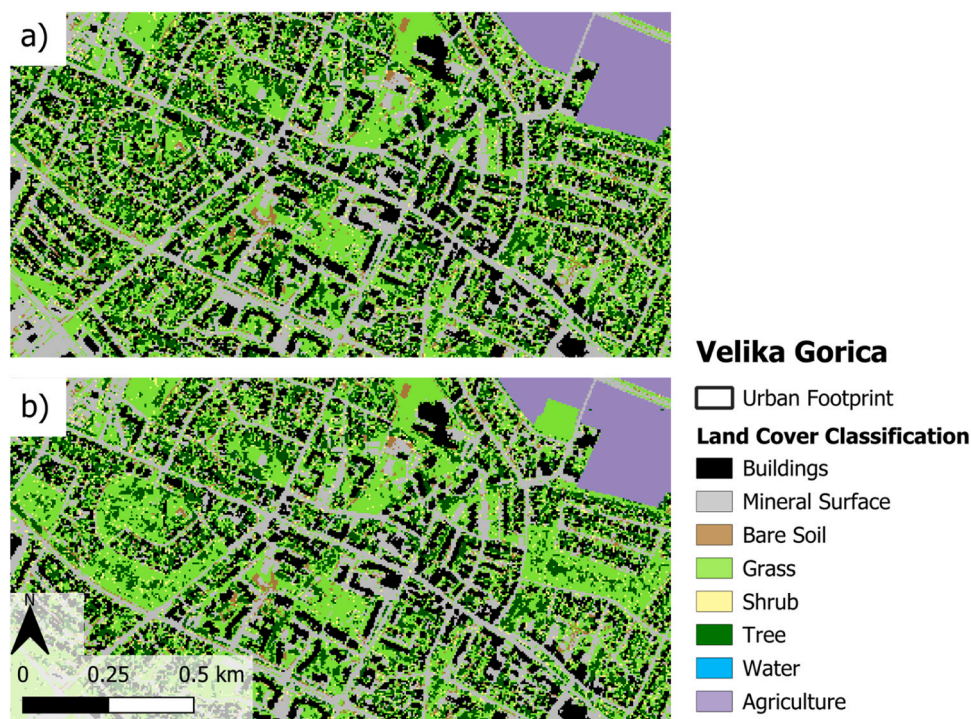 a)
b)
N
0 0.25 0.5 km
Velika Gorica
Urban Footprint
Land Cover Classification
Buildings
Mineral Surface
Bare Soil
Grass
Shrub
Tree
Water
Agriculture